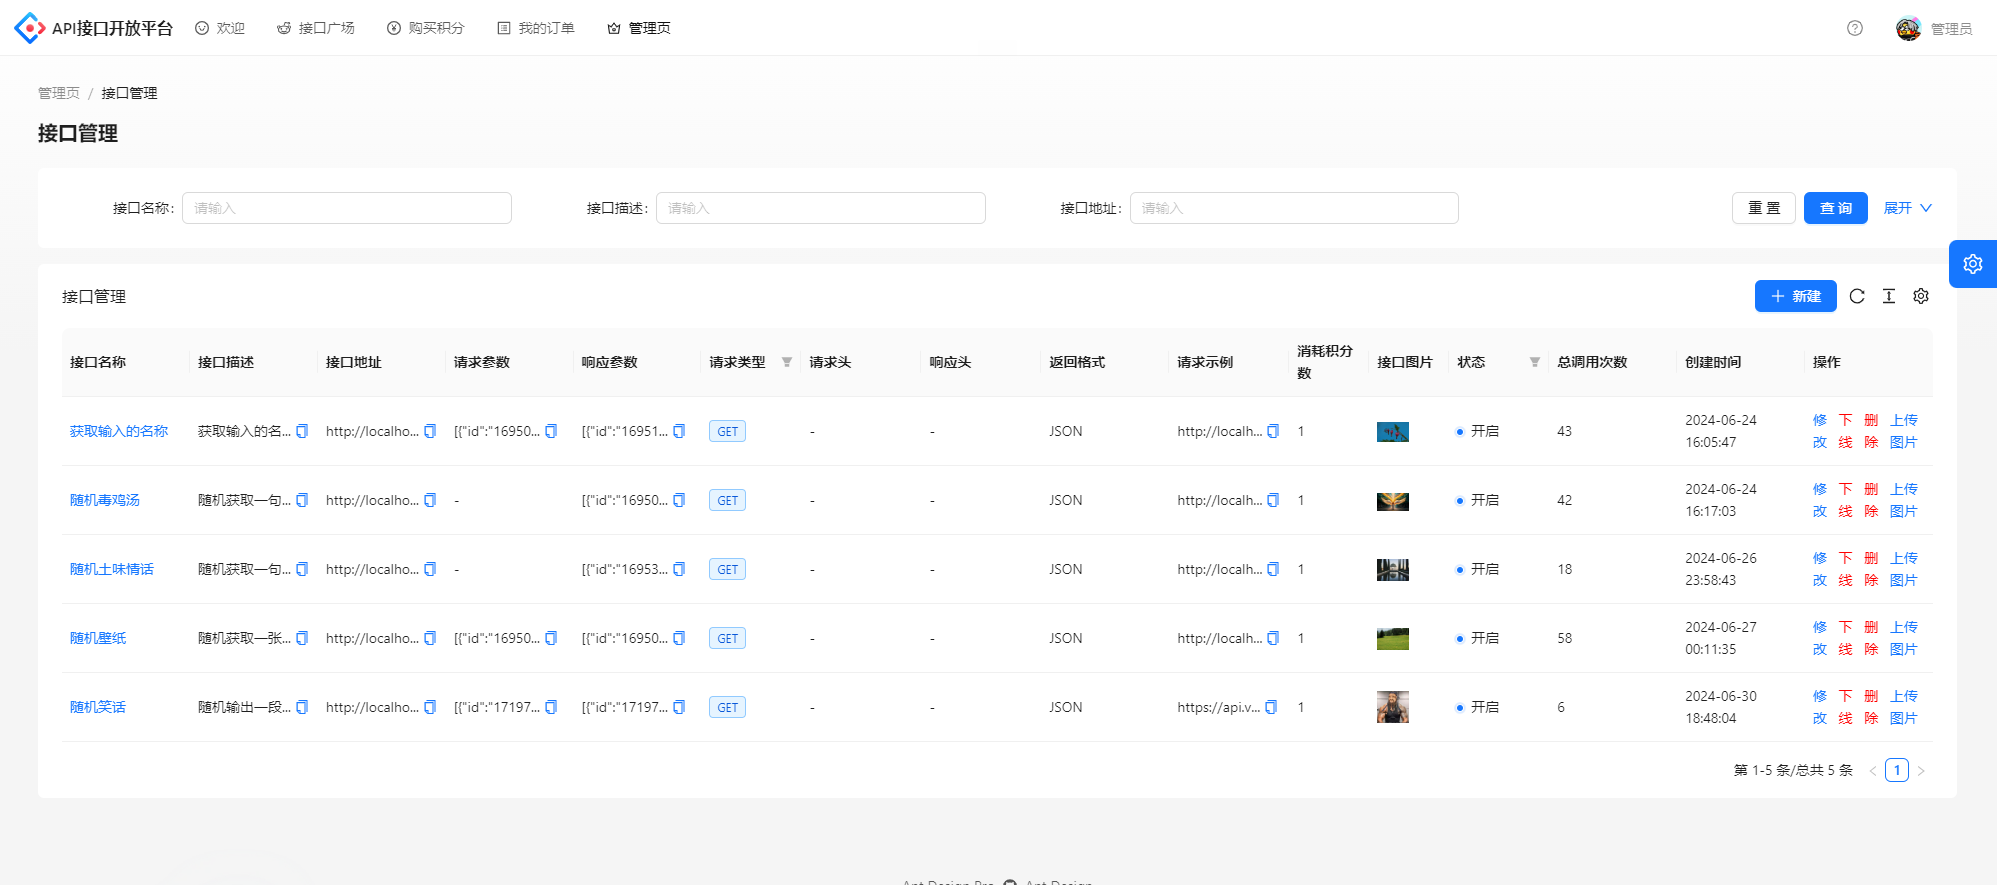 API接口开放平台 欢迎 接口广场 购买积分 我的订单 管理页 管理员
管理页 / 接口管理
接口管理
接口名称: 请输入 接口描述: 请输入 接口地址: 请输入 重 置 查 询 展开
接口管理 新建
接口名称 接口描述 接口地址 请求参数 响应参数 请求类型 请求头 响应头 返回格式 请求示例 消耗积分数 接口图片 状态 总调用次数 创建时间 操作
获取输入的名称 获取输入的名... http://localho... [{"id":"16950... [{"id":"16951... GET - - JSON http://localh... 1 开启 43 2024-06-24 16:05:47 修改 下线 删除 上传图片
随机毒鸡汤 随机获取一句... http://localho... - [{"id":"16950... GET - - JSON http://localh... 1 开启 42 2024-06-24 16:17:03 修改 下线 删除 上传图片
随机土味情话 随机获取一句... http://localho... - [{"id":"16953... GET - - JSON http://localh... 1 开启 18 2024-06-26 23:58:43 修改 下线 删除 上传图片
随机壁纸 随机获取一张... http://localho... [{"id":"16950... [{"id":"16950... GET - - JSON http://localh... 1 开启 58 2024-06-27 00:11:35 修改 下线 删除 上传图片
随机笑话 随机输出一段... http://localho... [{"id":"17197... [{"id":"17197... GET - - JSON https://api.v... 1 开启 6 2024-06-30 18:48:04 修改 下线 删除 上传图片
第 1-5 条/总共 5 条 1
Ant Design Pro Ant Design